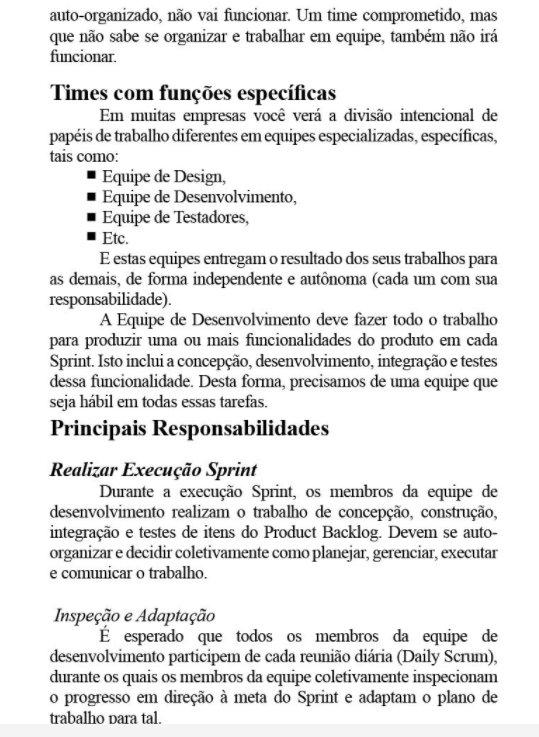 auto-organizado, não vai funcionar. Um time comprometido, mas
que não sabe se organizar e trabalhar em equipe, também não irá
funcionar.
Times com funções específicas
Em muitas empresas você verá a divisão intencional de
papéis de trabalho diferentes em equipes especializadas, específicas,
tais como:
■ Equipe de Design,
■ Equipe de Desenvolvimento,
■ Equipe de Testadores,
■ Etc.
E estas equipes entregam o resultado dos seus trabalhos para
as demais, de forma independente e autônoma (cada um com sua
responsabilidade).
A Equipe de Desenvolvimento deve fazer todo o trabalho
para produzir uma ou mais funcionalidades do produto em cada
Sprint. Isto inclui a concepção, desenvolvimento, integração e testes
dessa funcionalidade. Desta forma, precisamos de uma equipe que
seja hábil em todas essas tarefas.
Principais Responsabilidades
Realizar Execução Sprint
Durante a execução Sprint, os membros da equipe de
desenvolvimento realizam o trabalho de concepção, construção,
integração e testes de itens do Product Backlog. Devem se auto-
organizar e decidir coletivamente como planejar, gerenciar, executar
e comunicar o trabalho.
Inspeção e Adaptação
É esperado que todos os membros da equipe de
desenvolvimento participem de cada reunião diária (Daily Scrum),
durante os quais os membros da equipe coletivamente inspecionam
o progresso em direção à meta do Sprint e adaptam o plano de
trabalho para tal.